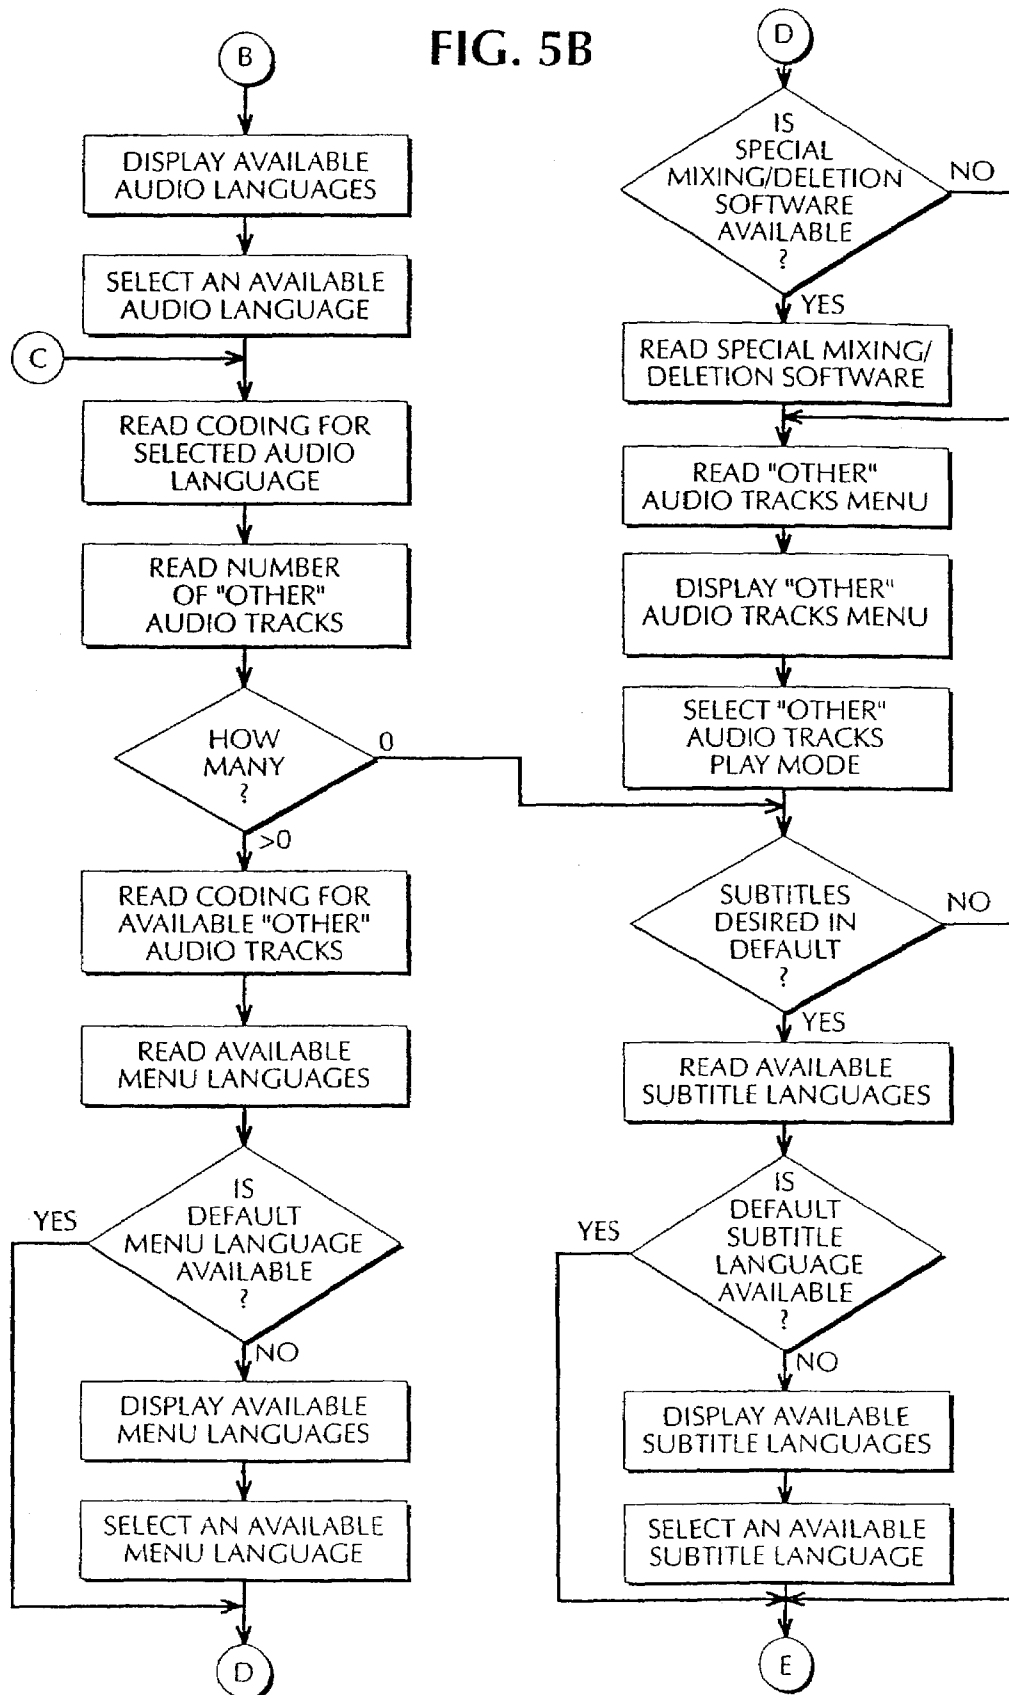 FIG. 5B
B
DISPLAY AVAILABLE
AUDIO LANGUAGES
SELECT AN AVAILABLE
AUDIO LANGUAGE
C
READ CODING FOR
SELECTED AUDIO
LANGUAGE
READ NUMBER
OF "OTHER"
AUDIO TRACKS
HOW
MANY
?
0
>0
READ CODING FOR
AVAILABLE "OTHER"
AUDIO TRACKS
READ AVAILABLE
MENU LANGUAGES
IS
DEFAULT
MENU LANGUAGE
AVAILABLE
?
YES
NO
DISPLAY AVAILABLE
MENU LANGUAGES
SELECT AN AVAILABLE
MENU LANGUAGE
D
D
IS
SPECIAL
MIXING/DELETION
SOFTWARE
AVAILABLE
?
NO
YES
READ SPECIAL MIXING/
DELETION SOFTWARE
READ "OTHER"
AUDIO TRACKS MENU
DISPLAY "OTHER"
AUDIO TRACKS MENU
SELECT "OTHER"
AUDIO TRACKS
PLAY MODE
SUBTITLES
DESIRED IN
DEFAULT
?
NO
YES
READ AVAILABLE
SUBTITLE LANGUAGES
IS
DEFAULT
SUBTITLE
LANGUAGE
AVAILABLE
?
YES
NO
DISPLAY AVAILABLE
SUBTITLE LANGUAGES
SELECT AN AVAILABLE
SUBTITLE LANGUAGE
E